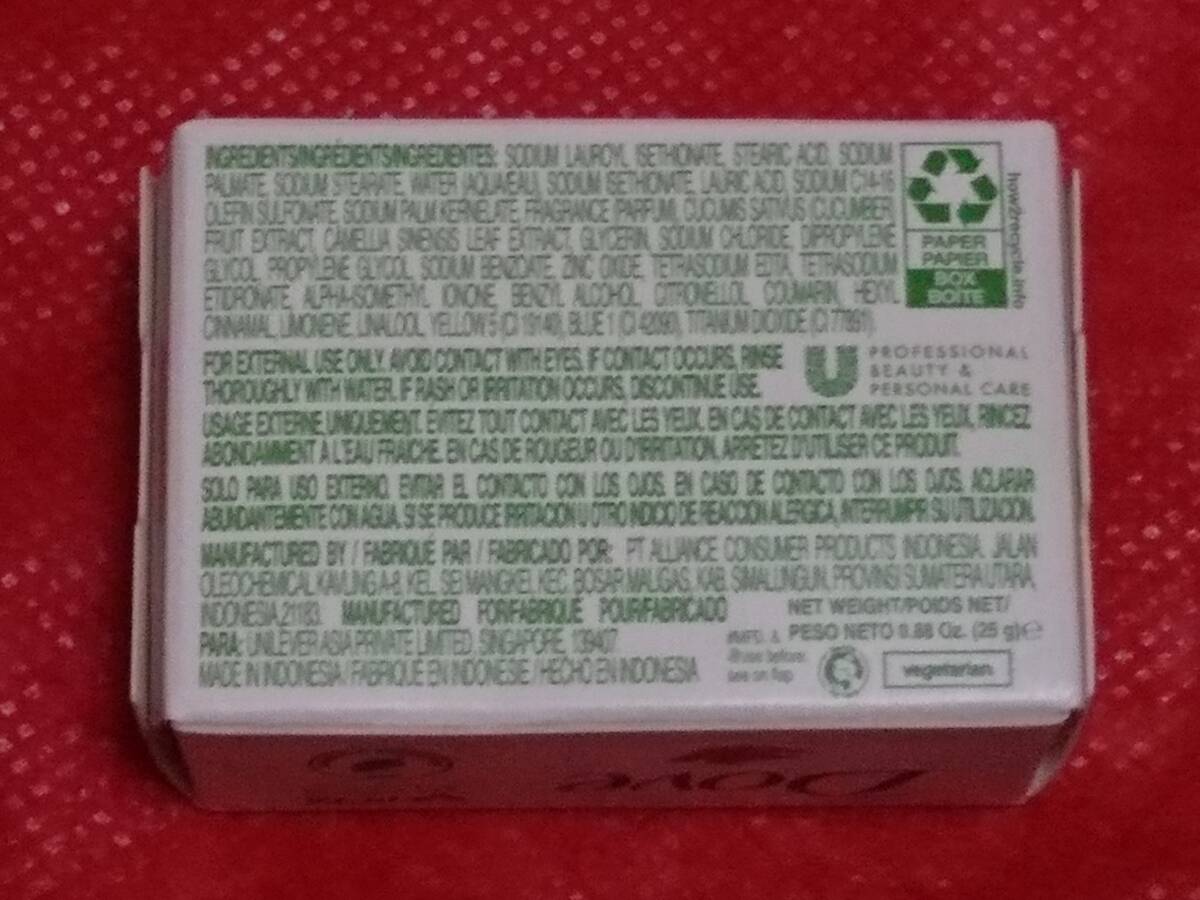 INGREDIENTS/INGRÉDIENTS/INGREDIENTES: SODIUM LAUROYL ISETHIONATE, STEARIC ACID, SODIUM
PALMATE, SODIUM STEARATE, WATER (AQUA/EAU), SODIUM ISETHIONATE, LAURIC ACID, SODIUM C14-16
OLEFIN SULFONATE, SODIUM PALM KERNELATE, FRAGRANCE (PARFUM), CUCUMIS SATIVUS (CUCUMBER)
FRUIT EXTRACT, CAMELLIA SINENSIS LEAF EXTRACT, GLYCERIN, SODIUM CHLORIDE, DIPROPYLENE
GLYCOL, PROPYLENE GLYCOL, SODIUM BENZOATE, ZINC OXIDE, TETRASODIUM EDTA, TETRASODIUM
ETIDRONATE, ALPHA-ISOMETHYL IONONE, BENZYL ALCOHOL, CITRONELLOL, COUMARIN, HEXYL
CINNAMAL, LIMONENE, LINALOOL, YELLOW 5 (CI 19140), BLUE 1 (CI 42090), TITANIUM DIOXIDE (CI 77891).
how2recycle.info
PAPER
PAPIER
BOX
BOÎTE
FOR EXTERNAL USE ONLY. AVOID CONTACT WITH EYES. IF CONTACT OCCURS, RINSE
THOROUGHLY WITH WATER. IF RASH OR IRRITATION OCCURS, DISCONTINUE USE.
U PROFESSIONAL
BEAUTY &
PERSONAL CARE
USAGE EXTERNE UNIQUEMENT. EVITEZ TOUT CONTACT AVEC LES YEUX. EN CAS DE CONTACT AVEC LES YEUX, RINCEZ
ABONDAMMENT A L'EAU FRAICHE. EN CAS DE ROUGEUR OU D'IRRITATION, ARRETEZ D'UTILISER CE PRODUIT.
SOLO PARA USO EXTERNO. EVITAR EL CONTACTO CON LOS OJOS. EN CASO DE CONTACTO CON LOS OJOS, ACLARAR
ABUNDANTEMENTE CON AGUA. SI SE PRODUCE IRRITACION U OTRO INDICIO DE REACCION ALERGICA, INTERRUMPIR SU UTILIZACION.
MANUFACTURED BY / FABRIQUÉ PAR / FABRICADO POR: PT ALLIANCE CONSUMER PRODUCTS INDONESIA. JALAN
OLEOCHEMICAL KAVLING A-8, KEL. SEI MANGKEI, KEC. BOSAR MALIGAS, KAB. SIMALUNGUN, PROVINSI SUMATERA UTARA,
INDONESIA 21183. MANUFACTURED FOR/FABRIQUÉ POUR/FABRICADO
PARA: UNILEVER ASIA PRIVATE LIMITED, SINGAPORE, 139407
MADE IN INDONESIA / FABRIQUÉ EN INDONESIE / HECHO EN INDONESIA
NET WEIGHT/POIDS NET/
PESO NETO 0.88 Oz. (25 g) e
see on flap
vegetarian
Dove